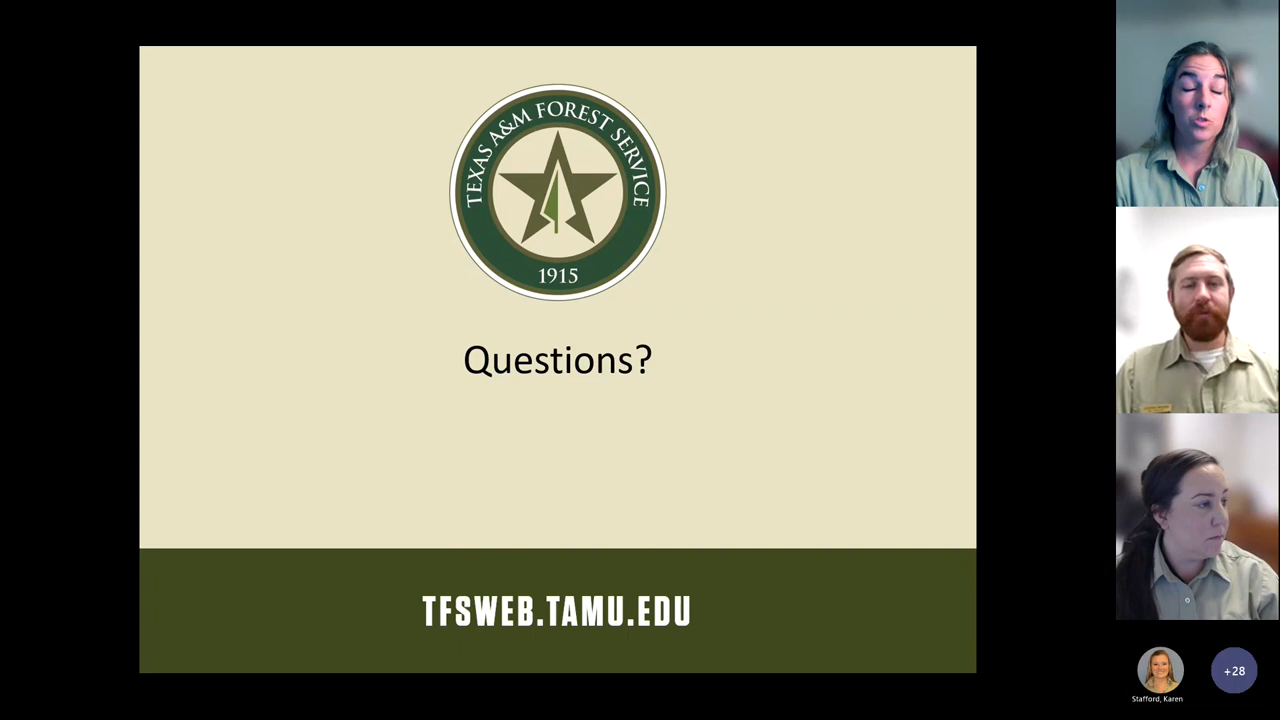 TEXAS A&M FOREST SERVICE
1915
Questions?
TFSWEB.TAMU.EDU
Stafford, Karen
+28